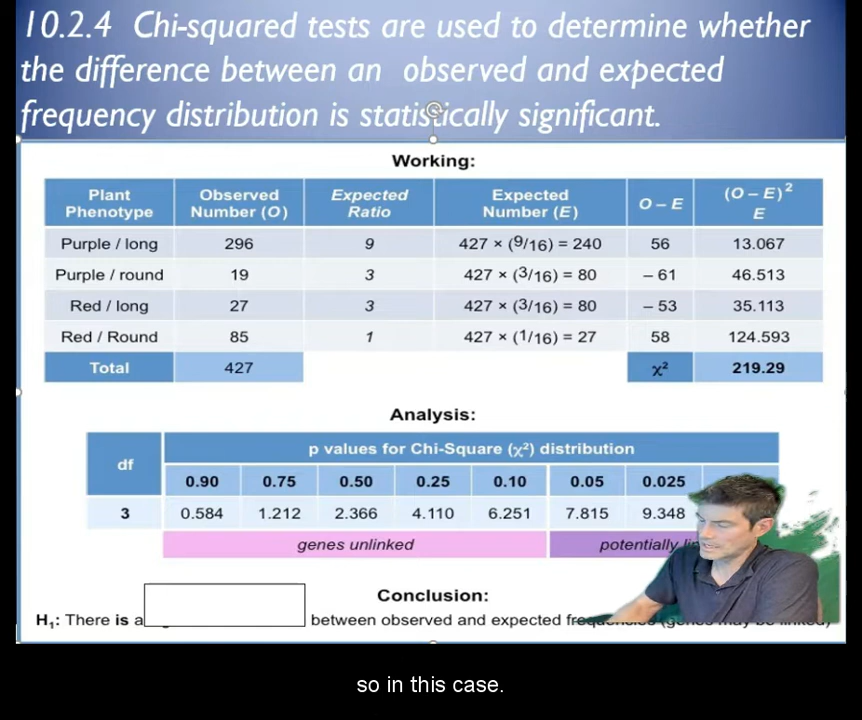 10.2.4 Chi-squared tests are used to determine whether
the difference between an observed and expected
frequency distribution is statistically significant.
Working:
Plant Phenotype Observed Number (O) Expected Ratio Expected Number (E) O – E (O – E)² E
Purple / long 296 9 427 × (9/16) = 240 56 13.067
Purple / round 19 3 427 × (3/16) = 80 – 61 46.513
Red / long 27 3 427 × (3/16) = 80 – 53 35.113
Red / Round 85 1 427 × (1/16) = 27 58 124.593
Total 427 χ² 219.29
Analysis:
df p values for Chi-Square (χ²) distribution
0.90 0.75 0.50 0.25 0.10 0.05 0.025
3 0.584 1.212 2.366 4.110 6.251 7.815 9.348
genes unlinked potentially
Conclusion:
H₁: There is a between observed and expected
so in this case.